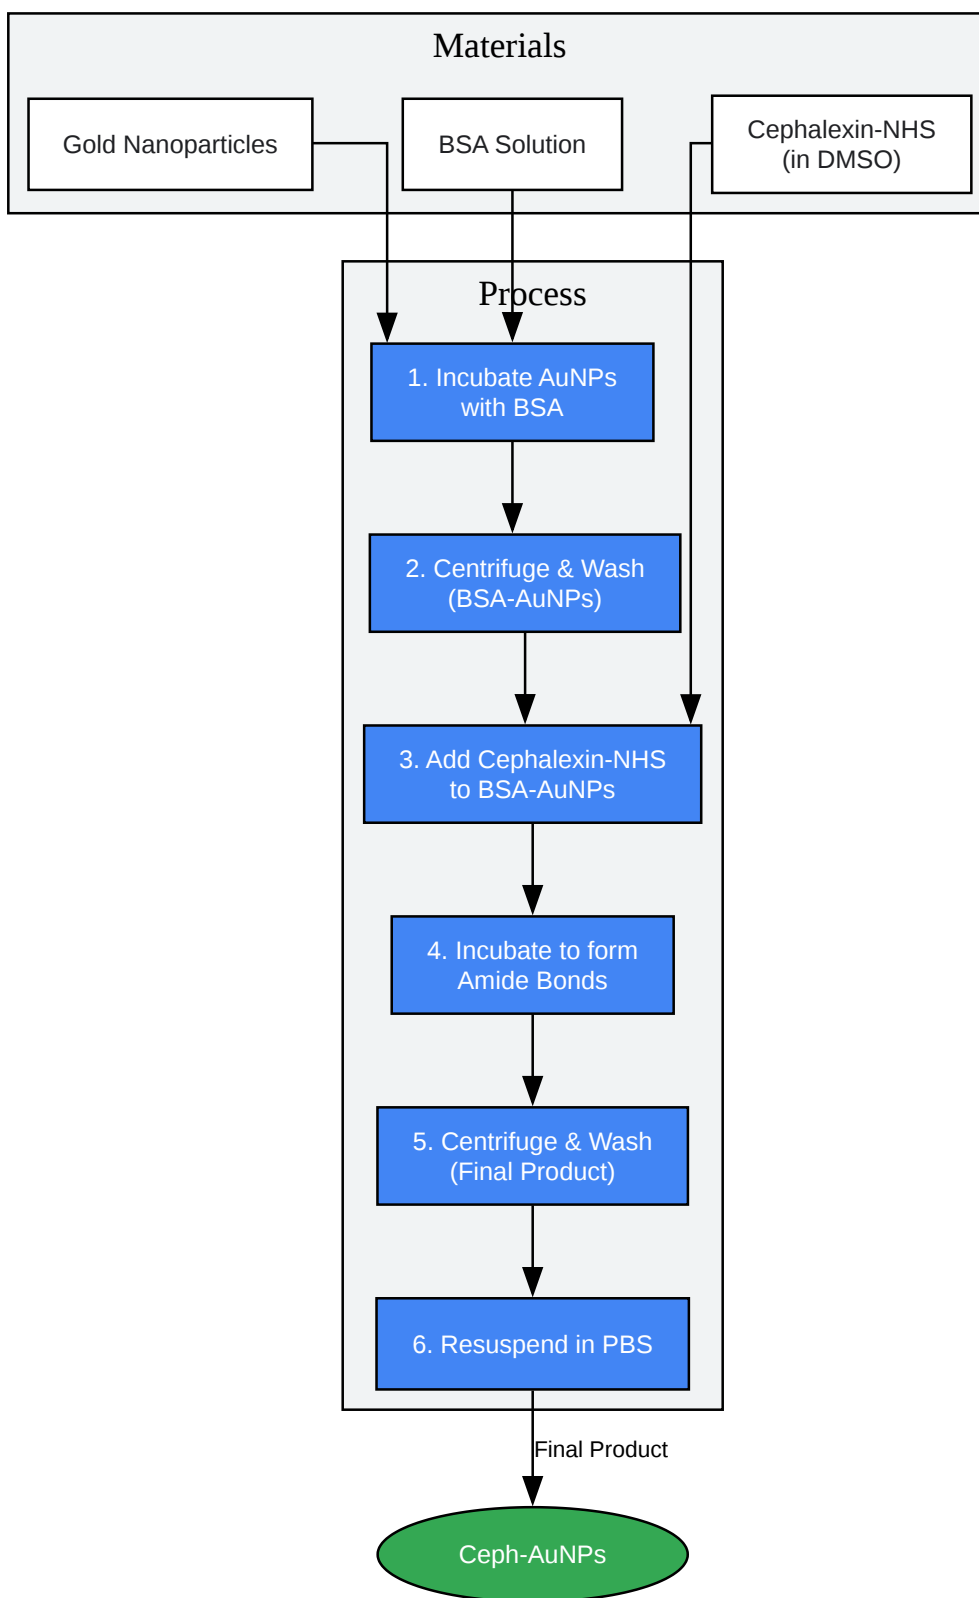 Materials
Gold Nanoparticles
BSA Solution
Cephalexin-NHS
(in DMSO)
Process
1. Incubate AuNPs
with BSA
2. Centrifuge & Wash
(BSA-AuNPs)
3. Add Cephalexin-NHS
to BSA-AuNPs
4. Incubate to form
Amide Bonds
5. Centrifuge & Wash
(Final Product)
6. Resuspend in PBS
Final Product
Ceph-AuNPs